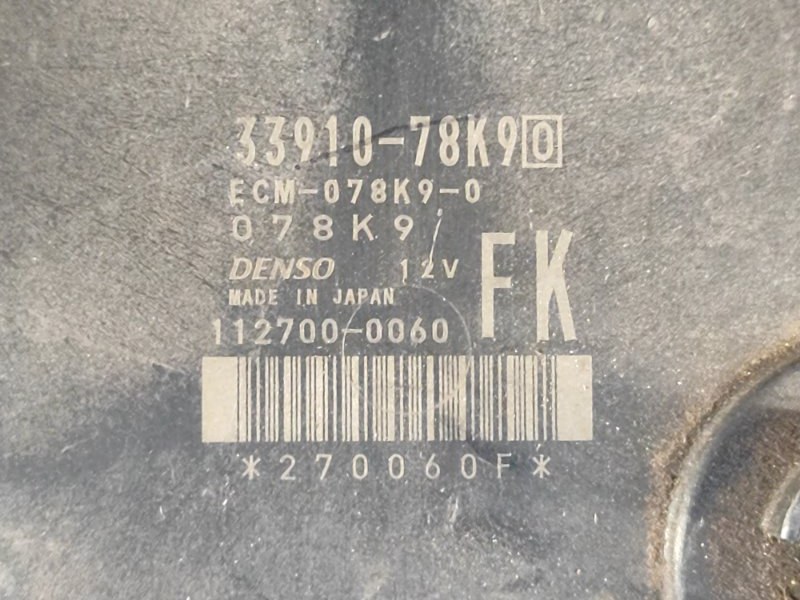 33910-78K90
ECM-078K9-0
078K9
DENSO 12V FK
MADE IN JAPAN
112700-0060
*270060F*